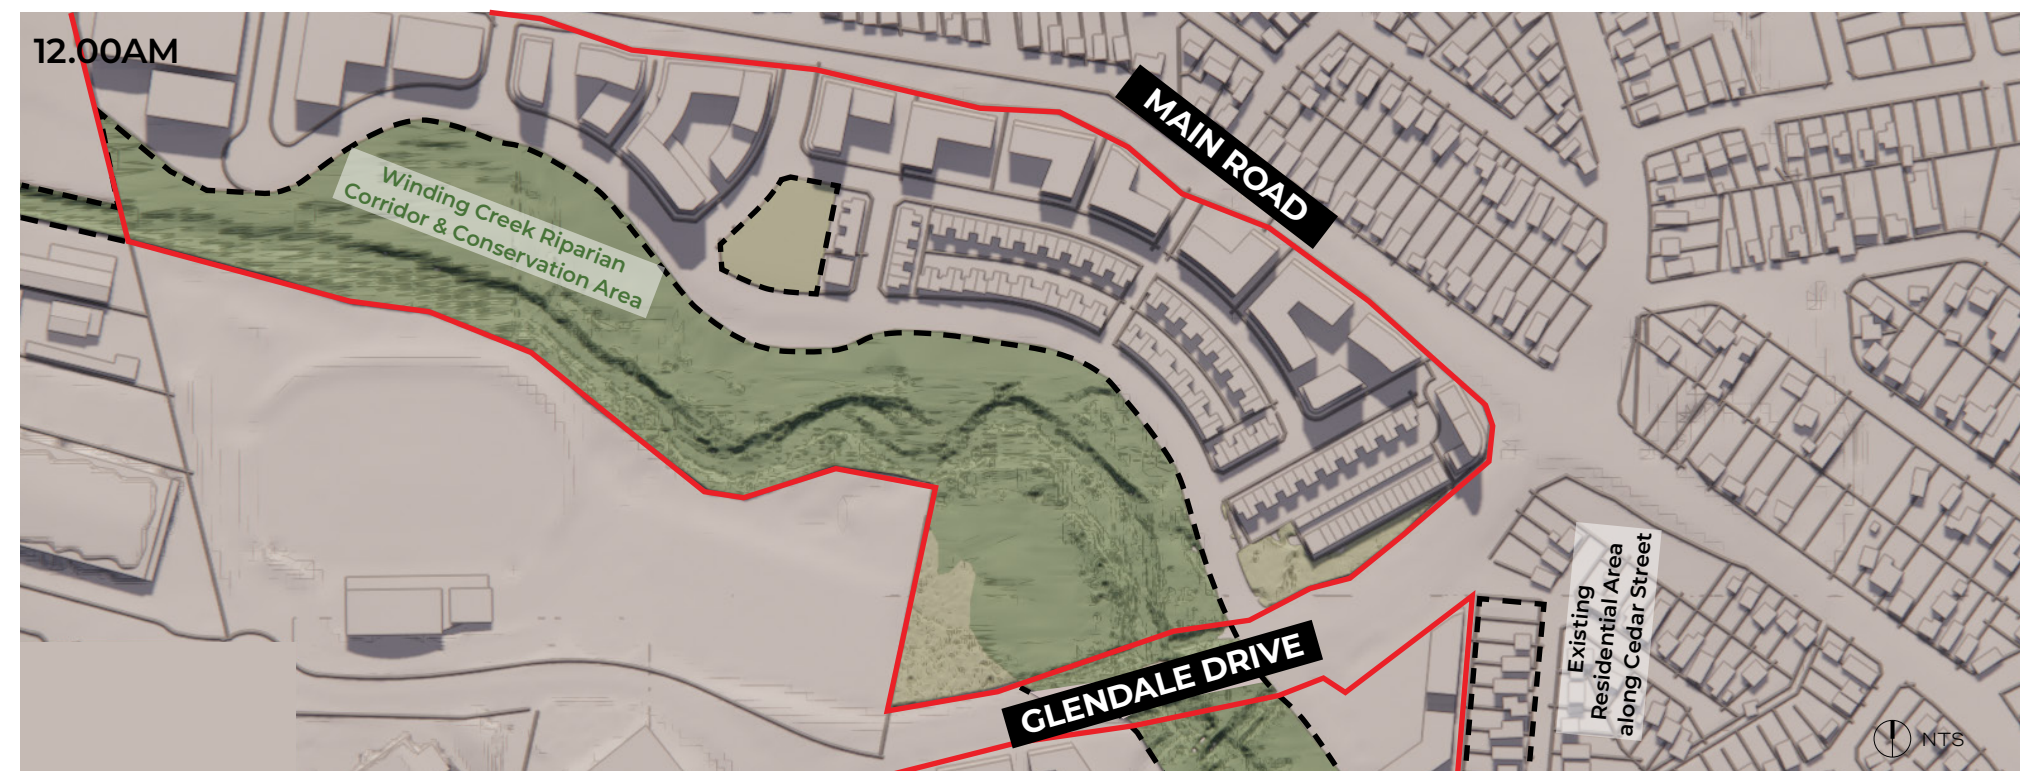 12.00AM
MAIN ROAD
Winding Creek Riparian
Corridor & Conservation Area
Existing
Residential Area
along Cedar Street
GLENDALE DRIVE
NTS